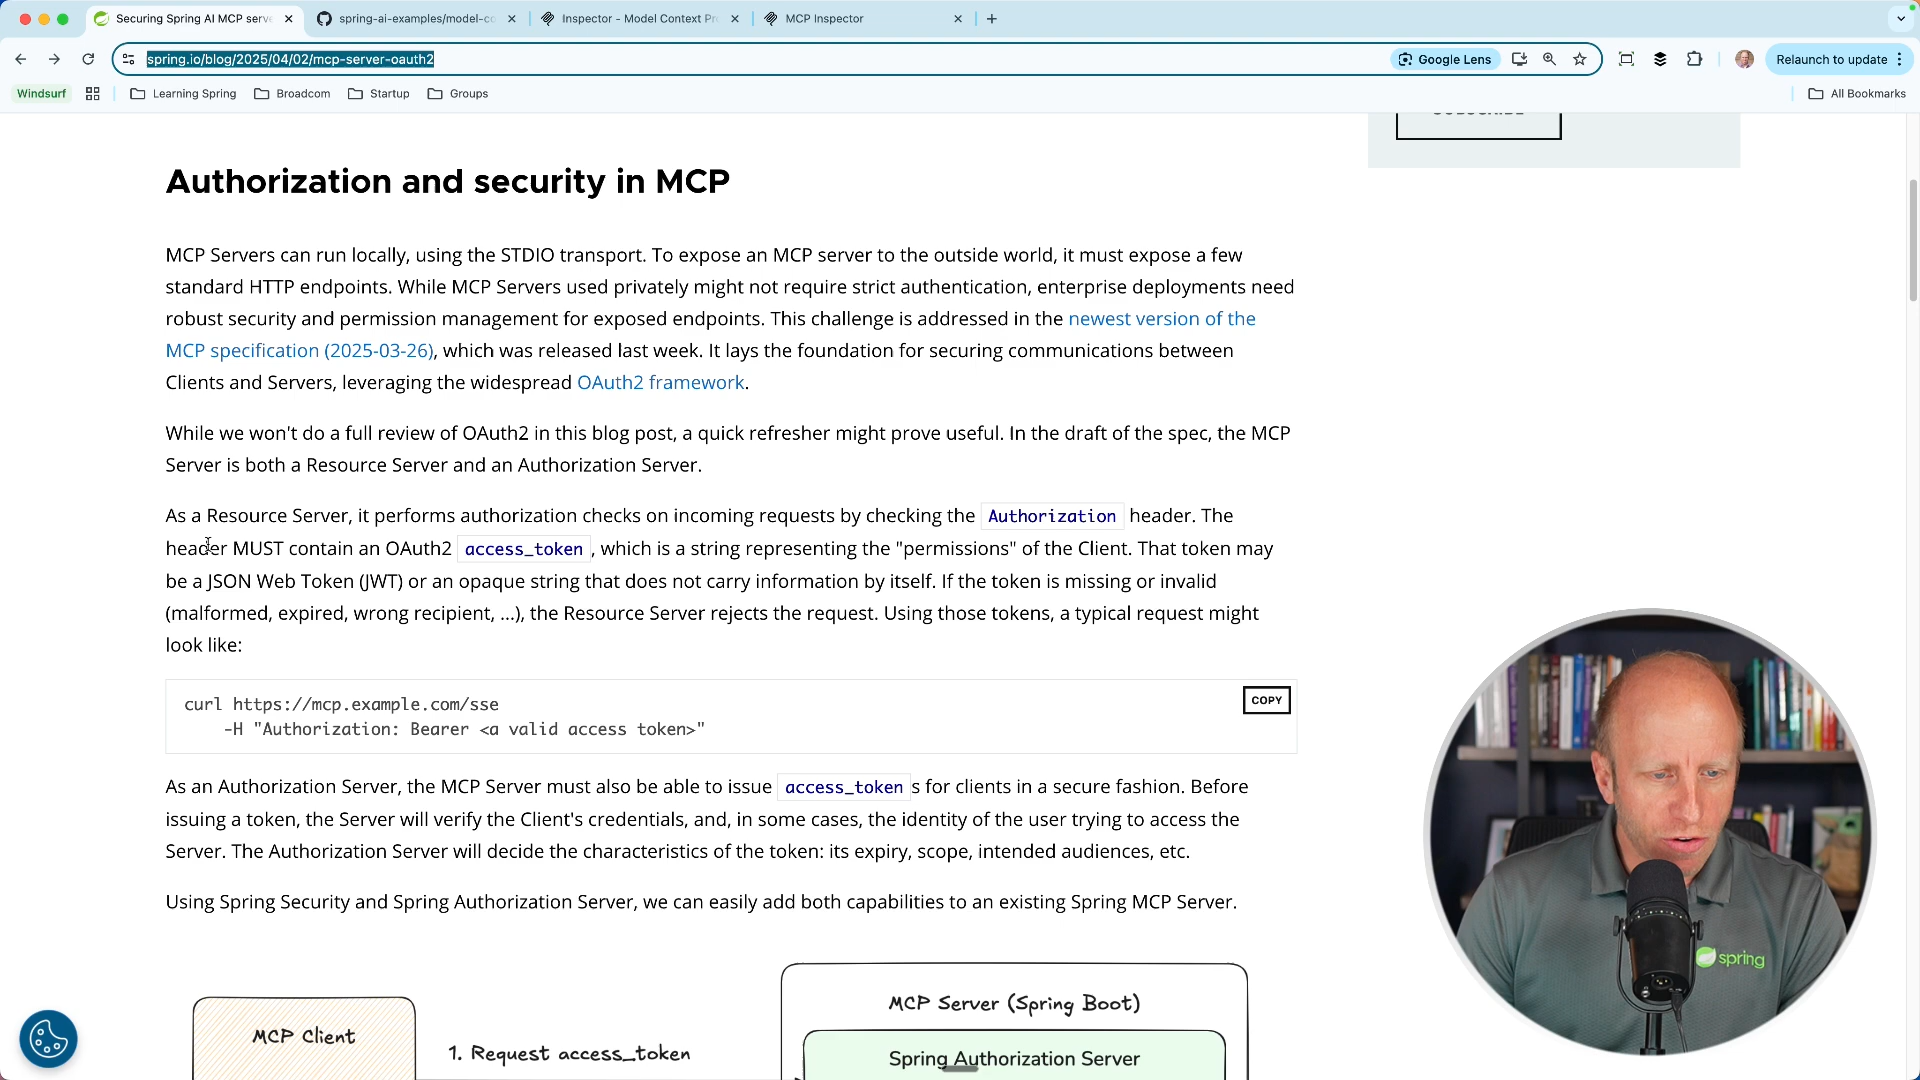 Securing Spring AI MCP serve
spring-ai-examples/model-co
Inspector - Model Context Pr
MCP Inspector
spring.io/blog/2025/04/02/mcp-server-oauth2
Google Lens
Relaunch to update
Windsurf
Learning Spring
Broadcom
Startup
Groups
All Bookmarks
SUBSCRIBE
Authorization and security in MCP
MCP Servers can run locally, using the STDIO transport. To expose an MCP server to the outside world, it must expose a few
standard HTTP endpoints. While MCP Servers used privately might not require strict authentication, enterprise deployments need
robust security and permission management for exposed endpoints. This challenge is addressed in the newest version of the
MCP specification (2025-03-26), which was released last week. It lays the foundation for securing communications between
Clients and Servers, leveraging the widespread OAuth2 framework.
While we won't do a full review of OAuth2 in this blog post, a quick refresher might prove useful. In the draft of the spec, the MCP
Server is both a Resource Server and an Authorization Server.
As a Resource Server, it performs authorization checks on incoming requests by checking the Authorization header. The
header MUST contain an OAuth2 access_token , which is a string representing the "permissions" of the Client. That token may
be a JSON Web Token (JWT) or an opaque string that does not carry information by itself. If the token is missing or invalid
(malformed, expired, wrong recipient, ...), the Resource Server rejects the request. Using those tokens, a typical request might
look like:
curl https://mcp.example.com/sse
COPY
-H "Authorization: Bearer <a valid access token>"
As an Authorization Server, the MCP Server must also be able to issue access_token s for clients in a secure fashion. Before
issuing a token, the Server will verify the Client's credentials, and, in some cases, the identity of the user trying to access the
Server. The Authorization Server will decide the characteristics of the token: its expiry, scope, intended audiences, etc.
Using Spring Security and Spring Authorization Server, we can easily add both capabilities to an existing Spring MCP Server.
MCP Client
1. Request access_token
MCP Server (Spring Boot)
Spring Authorization Server
spring